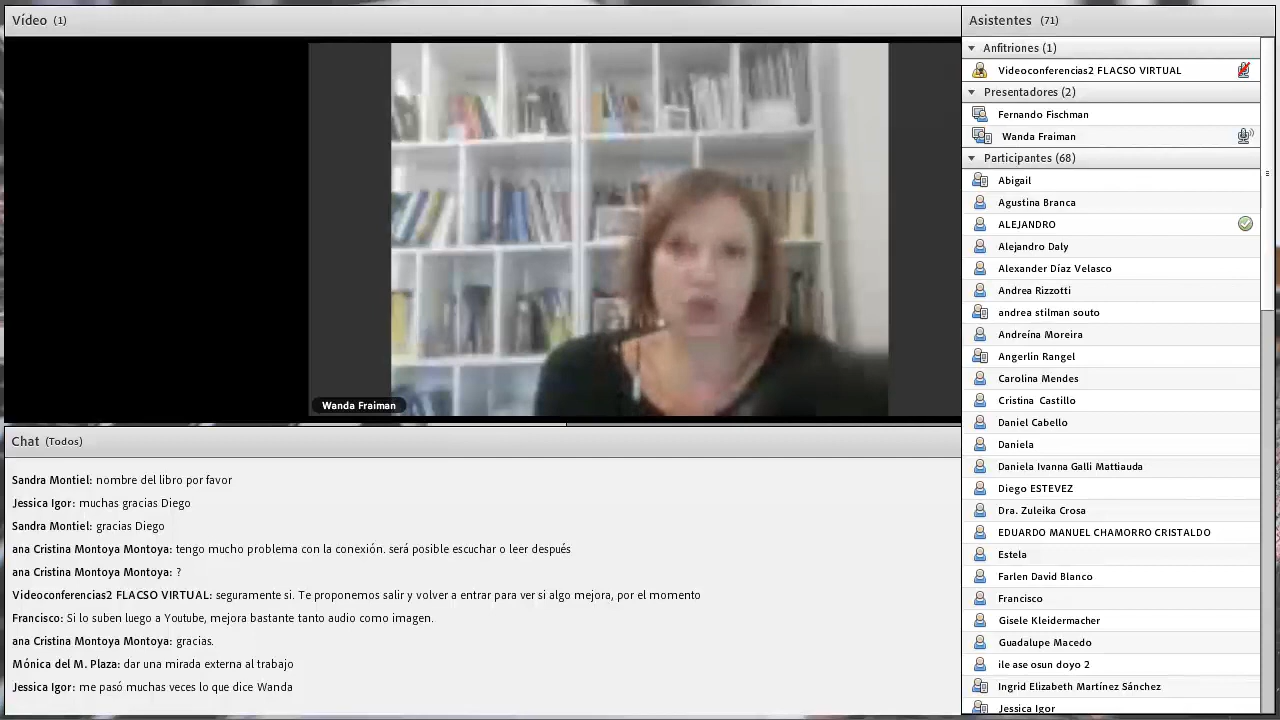 Vídeo (1)
Wanda Fraiman
Chat (Todos)
Sandra Montiel: nombre del libro por favor
Jessica Igor: muchas gracias Diego
Sandra Montiel: gracias Diego
ana Cristina Montoya Montoya: tengo mucho problema con la conexión. será posible escuchar o leer después
ana Cristina Montoya Montoya: ?
Videoconferencias2 FLACSO VIRTUAL: seguramente si. Te proponemos salir y volver a entrar para ver si algo mejora, por el momento
Francisco: Si lo suben luego a Youtube, mejora bastante tanto audio como imagen.
ana Cristina Montoya Montoya: gracias.
Mónica del M. Plaza: dar una mirada externa al trabajo
Jessica Igor: me pasó muchas veces lo que dice Wanda
Asistentes (71)
Anfitriones (1)
Videoconferencias2 FLACSO VIRTUAL
Presentadores (2)
Fernando Fischman
Wanda Fraiman
Participantes (68)
Abigail
Agustina Branca
ALEJANDRO
Alejandro Daly
Alexander Díaz Velasco
Andrea Rizzotti
andrea stilman souto
Andreína Moreira
Angerlin Rangel
Carolina Mendes
Cristina Castillo
Daniel Cabello
Daniela
Daniela Ivanna Galli Mattiauda
Diego ESTEVEZ
Dra. Zuleika Crosa
EDUARDO MANUEL CHAMORRO CRISTALDO
Estela
Farlen David Blanco
Francisco
Gisele Kleidermacher
Guadalupe Macedo
ile ase osun doyo 2
Ingrid Elizabeth Martínez Sánchez
Jessica Igor